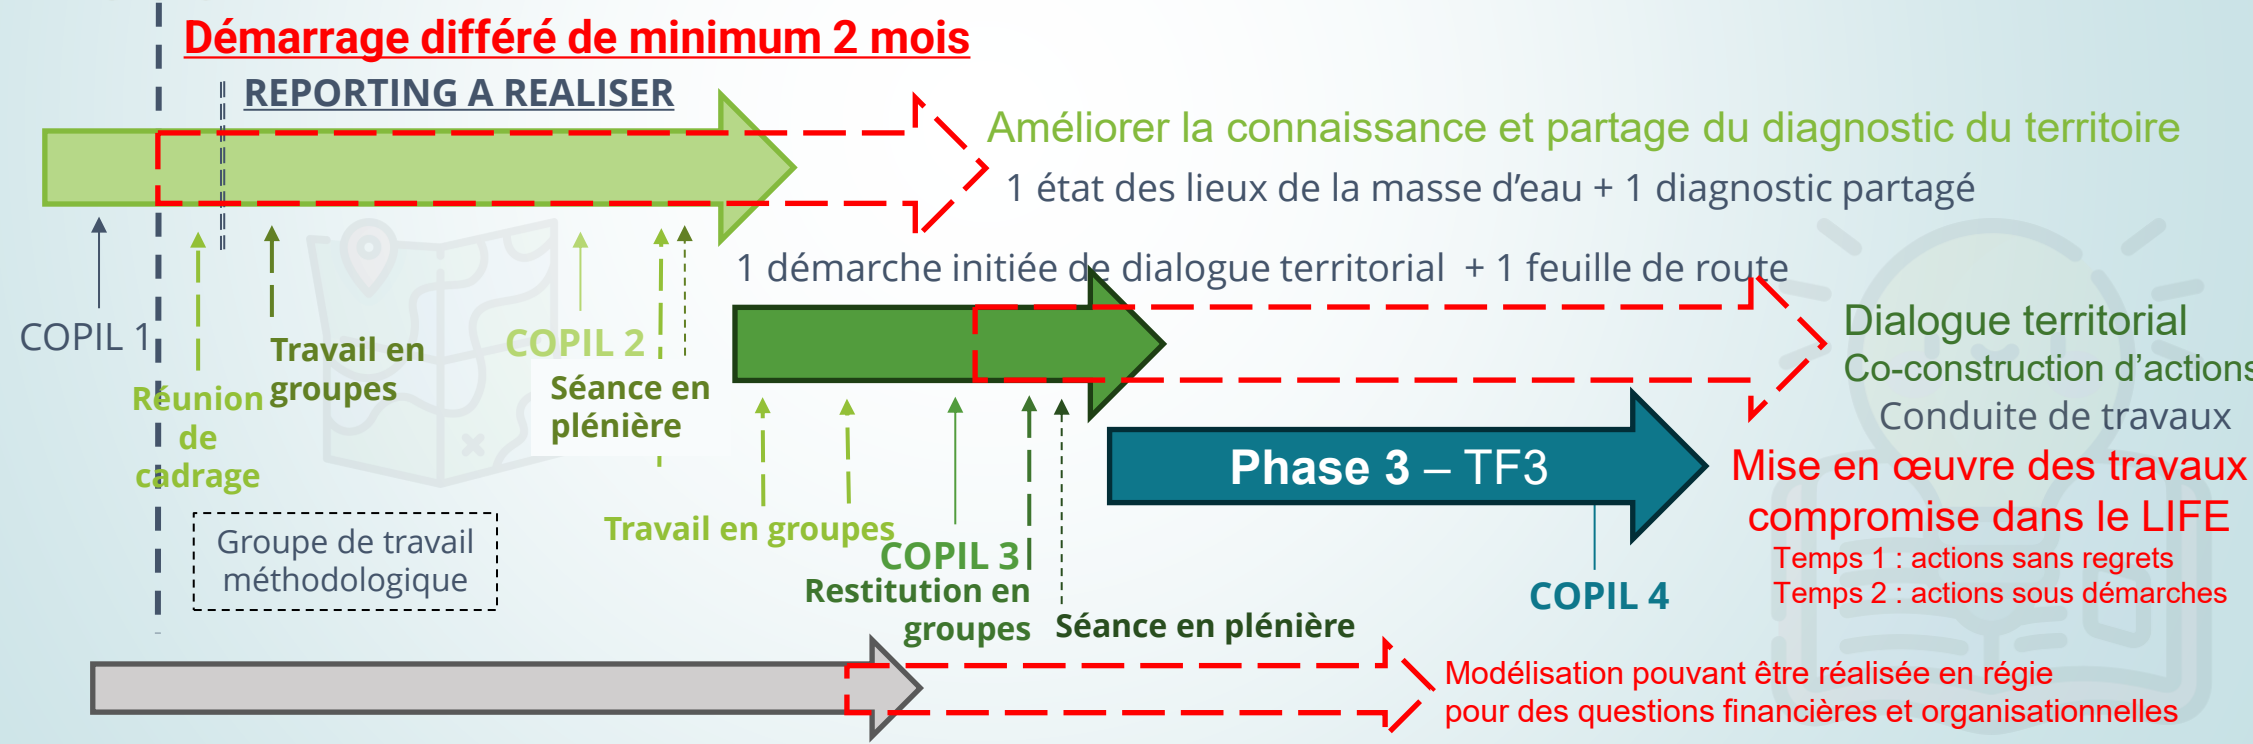 Démarrage différé de minimum 2 mois
REPORTING A REALISER
Améliorer la connaissance et partage du diagnostic du territoire
1 état des lieux de la masse d'eau + 1 diagnostic partagé
1 démarche initiée de dialogue territorial + 1 feuille de route
COPIL 1
Réunion
de
cadrage
Travail en
groupes
COPIL 2
Séance en
plénière
Dialogue territorial
Co-construction d'actions
Conduite de travaux
Phase 3 – TF3
Mise en œuvre des travaux
compromise dans le LIFE
Temps 1 : actions sans regrets
Temps 2 : actions sous démarches
Groupe de travail
méthodologique
Travail en groupes
COPIL 3
Restitution en
groupes
Séance en plénière
COPIL 4
Modélisation pouvant être réalisée en régie
pour des questions financières et organisationnelles